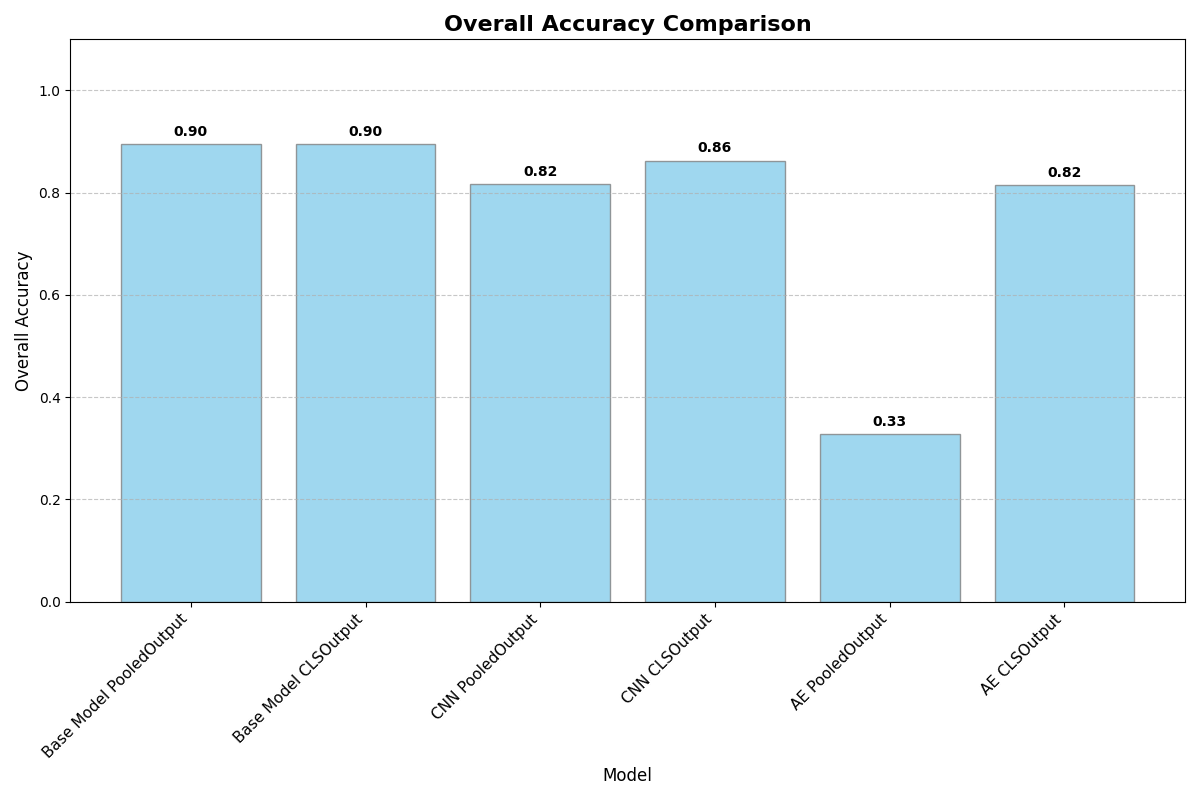 Overall Accuracy Comparison
1.0
0.8
0.6
0.4
0.2
0.0
Overall Accuracy
0.90
0.90
0.82
0.86
0.33
0.82
Base Model PooledOutput
Base Model CLSOutput
CNN PooledOutput
CNN CLSOutput
AE PooledOutput
AE CLSOutput
Model